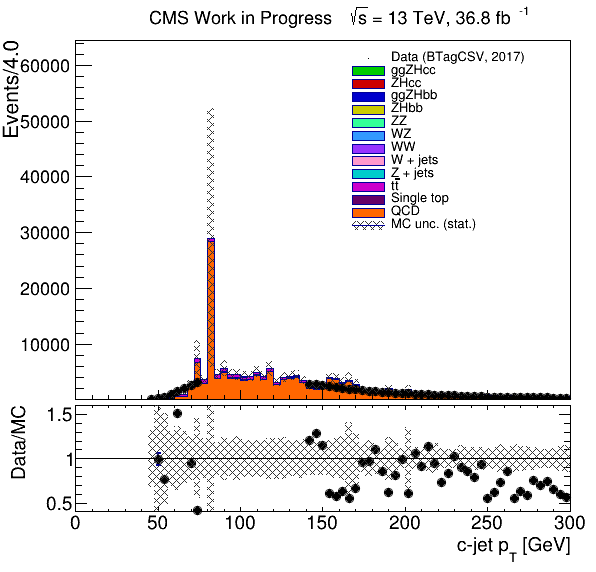 CMS Work in Progress √s = 13 TeV, 36.8 fb⁻¹
Events/4.0
60000
50000
40000
30000
20000
10000
Data (BTagCSV, 2017)
ggZHcc
ZHcc
ggZHbb
ZHbb
ZZ
WZ
WW
W + jets
Z + jets
tt̅
Single top
QCD
MC unc. (stat.)
Data/MC
1.5
1
0.5
0 50 100 150 200 250 300
c-jet p_T [GeV]